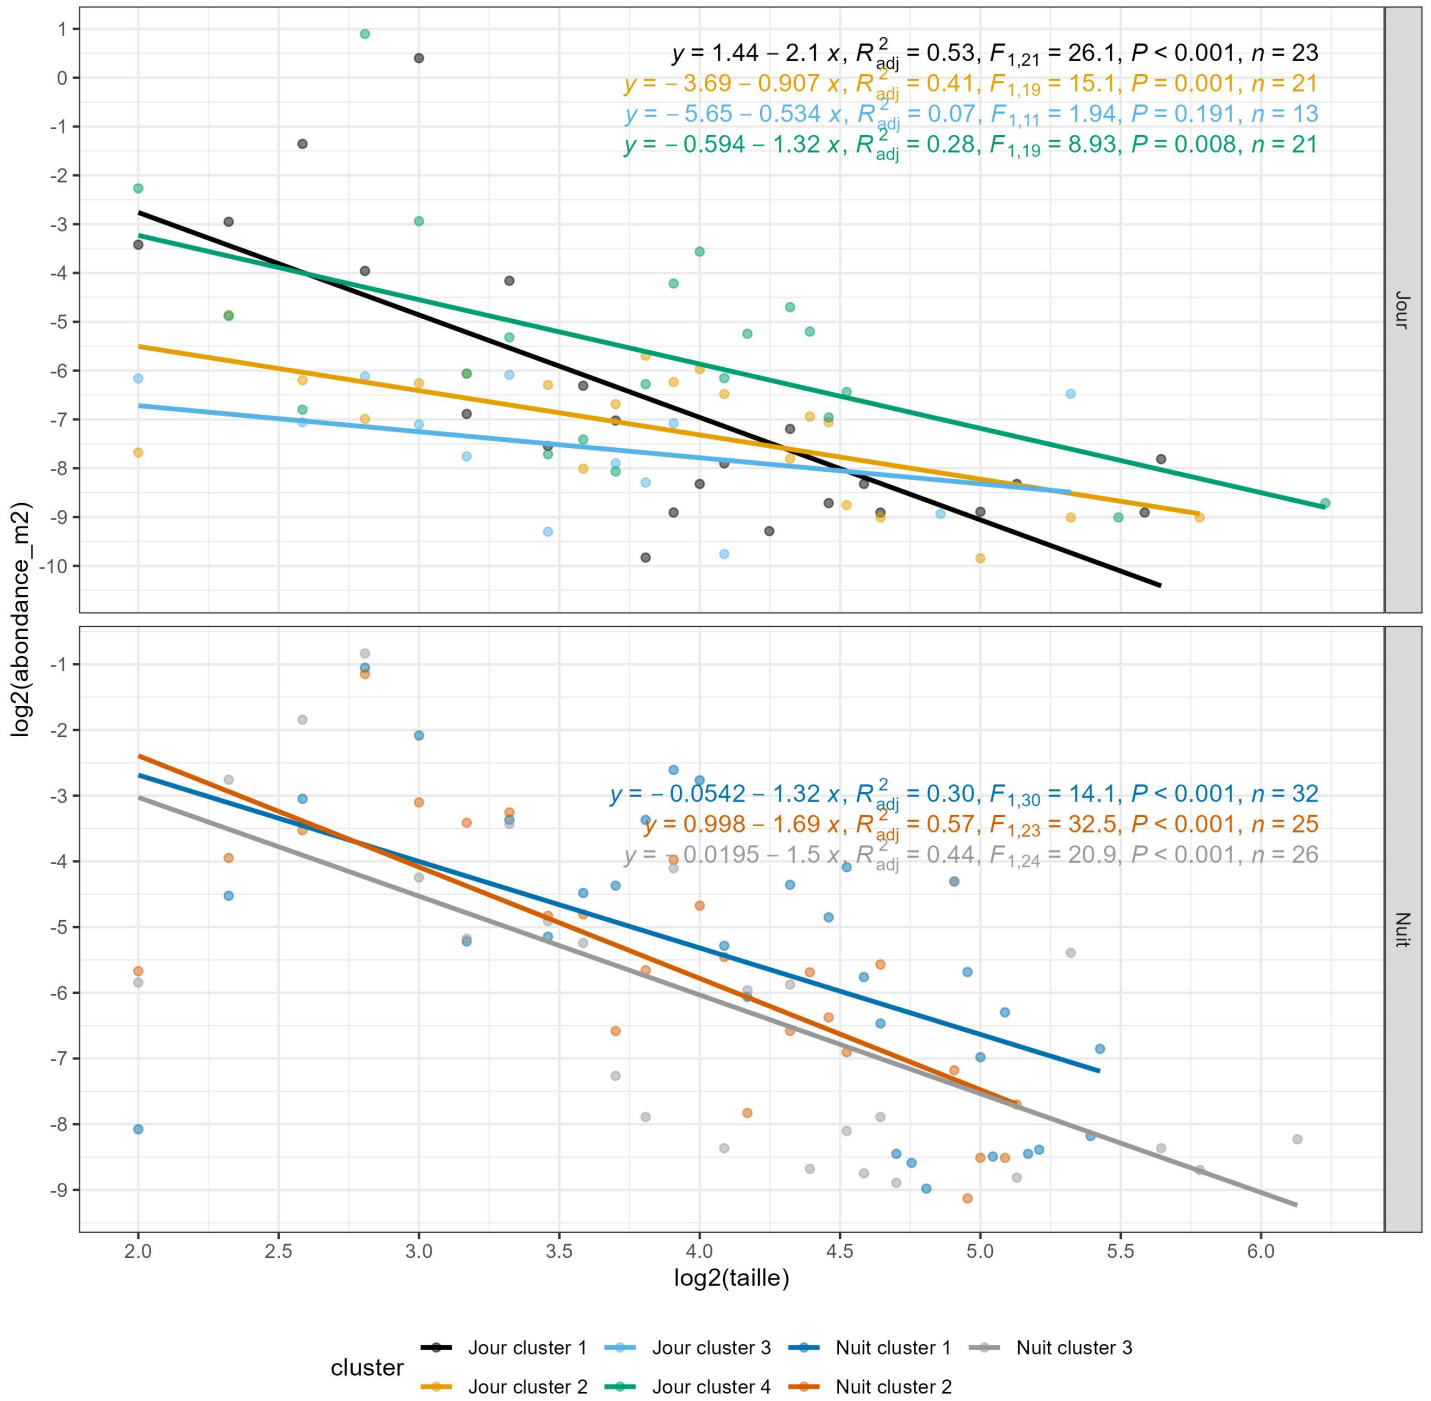 1
0
-1
-2
-3
-4
-5
-6
-7
-8
-9
-10
y = 1.44 − 2.1 x, R²adj = 0.53, F1,21 = 26.1, P < 0.001, n = 23
y = − 3.69 − 0.907 x, R²adj = 0.41, F1,19 = 15.1, P = 0.001, n = 21
y = − 5.65 − 0.534 x, R²adj = 0.07, F1,11 = 1.94, P = 0.191, n = 13
y = − 0.594 − 1.32 x, R²adj = 0.28, F1,19 = 8.93, P = 0.008, n = 21
Jour
log2(abondance_m2)
-1
-2
-3
-4
-5
-6
-7
-8
-9
y = − 0.0542 − 1.32 x, R²adj = 0.30, F1,30 = 14.1, P < 0.001, n = 32
y = 0.998 − 1.69 x, R²adj = 0.57, F1,23 = 32.5, P < 0.001, n = 25
y = − 0.0195 − 1.5 x, R²adj = 0.44, F1,24 = 20.9, P < 0.001, n = 26
Nuit
2.0 2.5 3.0 3.5 4.0 4.5 5.0 5.5 6.0
log2(taille)
cluster
Jour cluster 1 Jour cluster 3 Nuit cluster 1 Nuit cluster 3
Jour cluster 2 Jour cluster 4 Nuit cluster 2